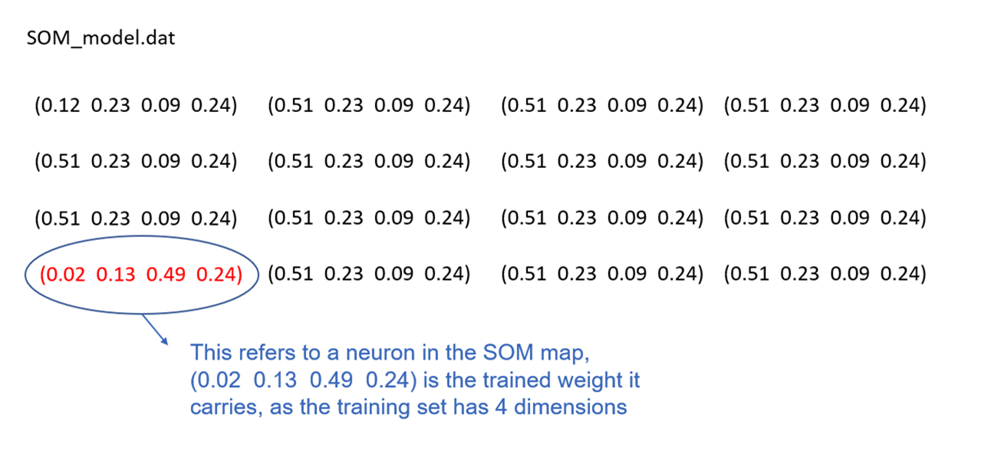 SOM_model.dat
(0.12 0.23 0.09 0.24) (0.51 0.23 0.09 0.24) (0.51 0.23 0.09 0.24) (0.51 0.23 0.09 0.24)
(0.51 0.23 0.09 0.24) (0.51 0.23 0.09 0.24) (0.51 0.23 0.09 0.24) (0.51 0.23 0.09 0.24)
(0.51 0.23 0.09 0.24) (0.51 0.23 0.09 0.24) (0.51 0.23 0.09 0.24) (0.51 0.23 0.09 0.24)
(0.02 0.13 0.49 0.24) (0.51 0.23 0.09 0.24) (0.51 0.23 0.09 0.24) (0.51 0.23 0.09 0.24)
This refers to a neuron in the SOM map,
(0.02 0.13 0.49 0.24) is the trained weight it
carries, as the training set has 4 dimensions